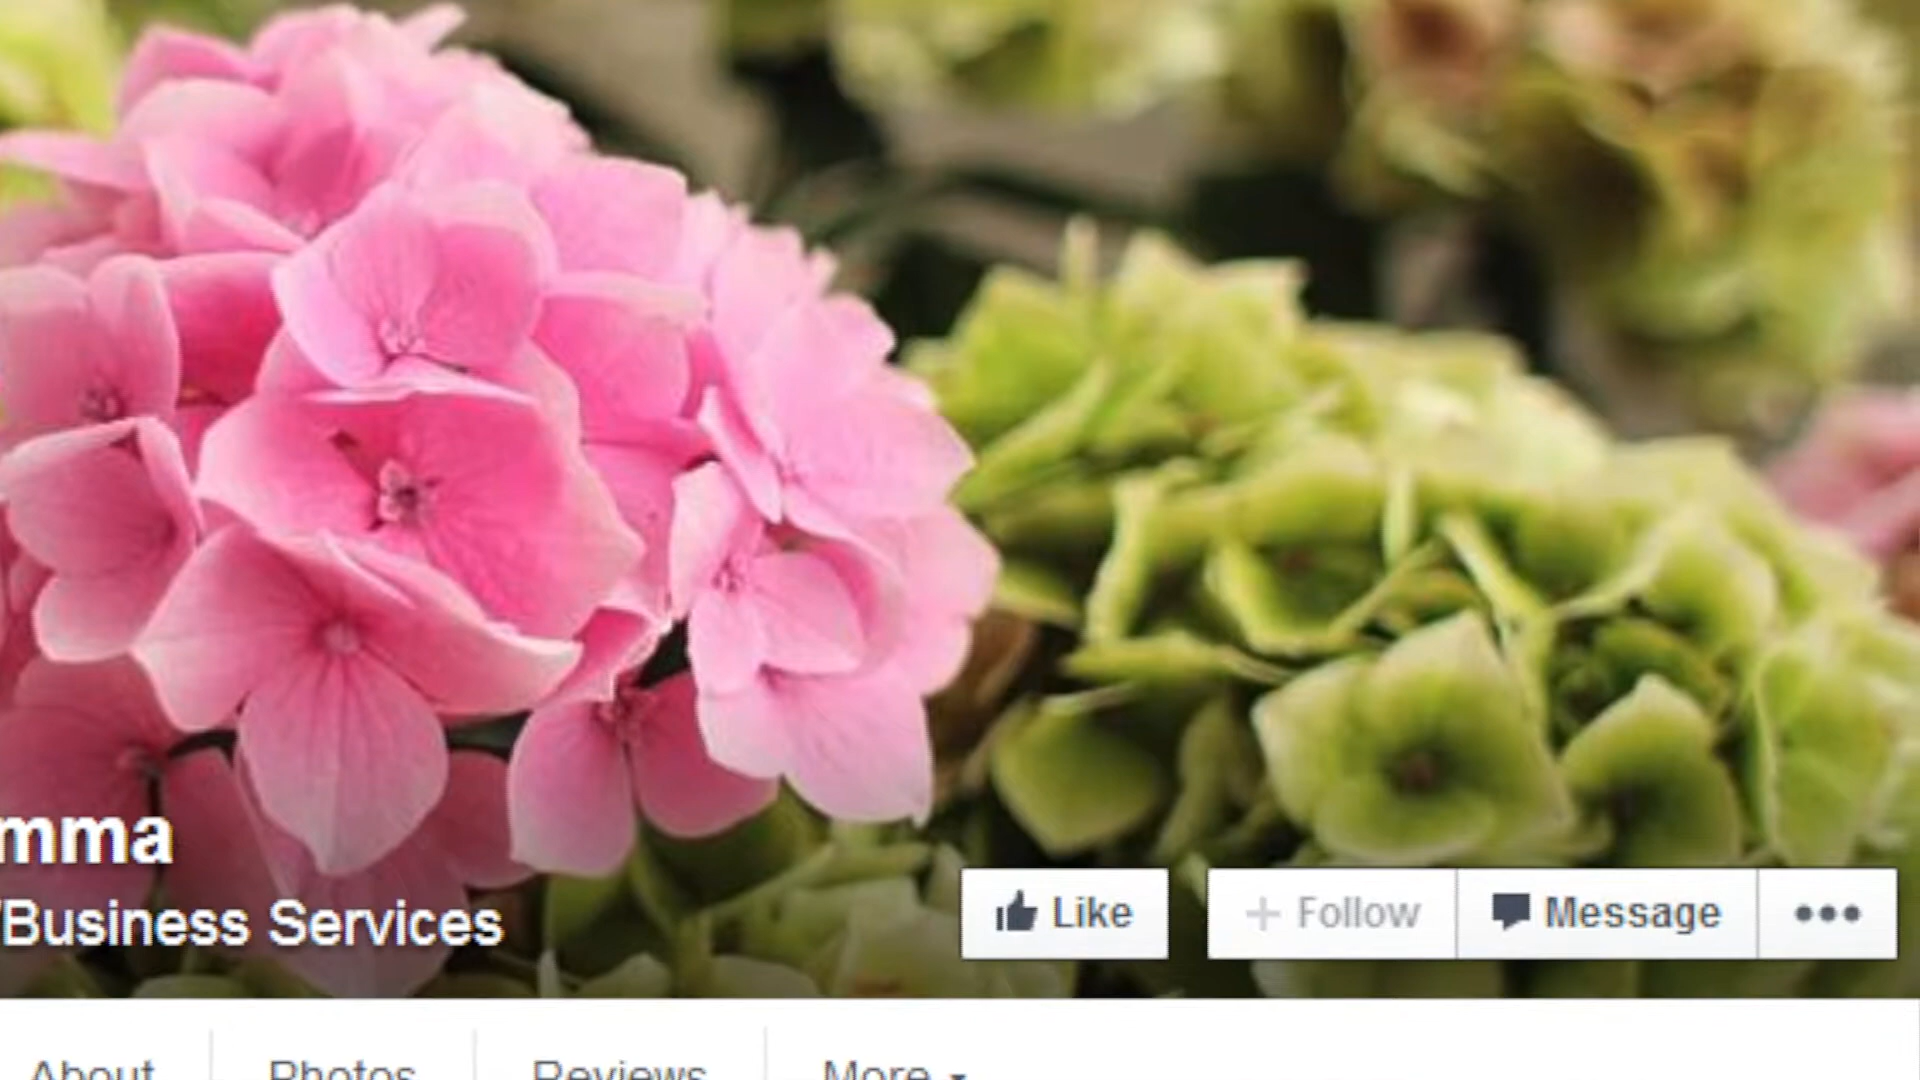 mma
/Business Services
Like
+ Follow
Message
•••
About
Photos
Reviews
More